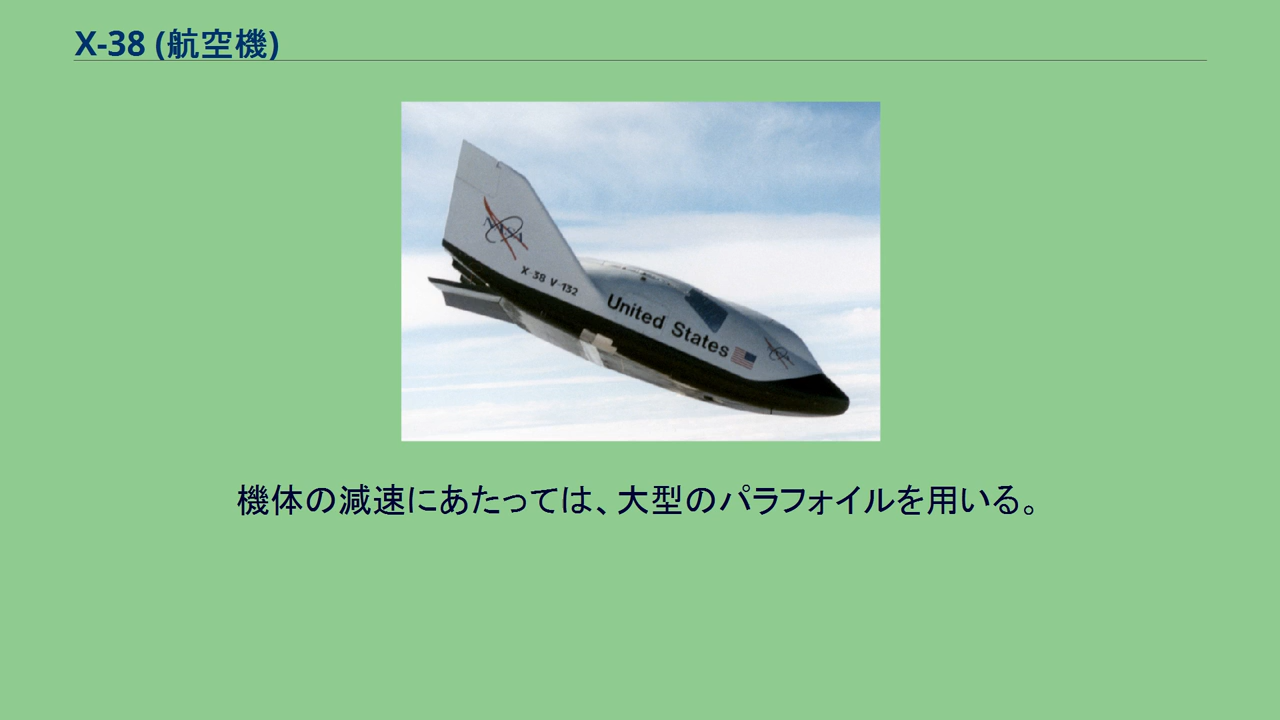 X-38 (航空機)
NASA
X-38 V-132
United States
機体の減速にあたっては、大型のパラフォイルを用いる。